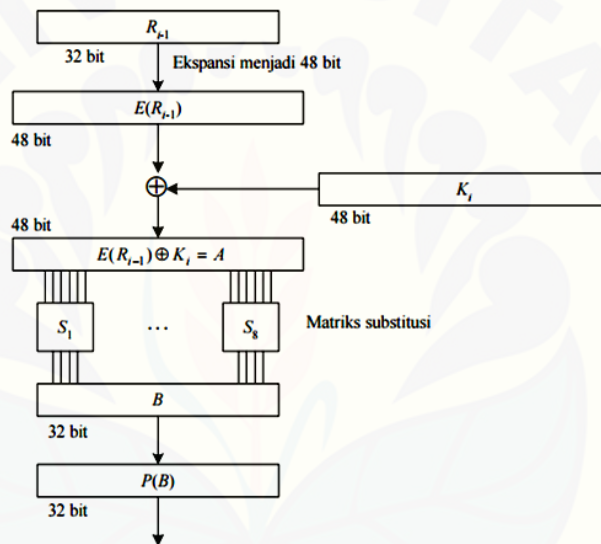 R_{i-1}
32 bit
Ekspansi menjadi 48 bit
E(R_{i-1})
48 bit
⊕
K_i
48 bit
48 bit
E(R_{i-1}) ⊕ K_i = A
S_1 ... S_8
Matriks substitusi
B
32 bit
P(B)
32 bit